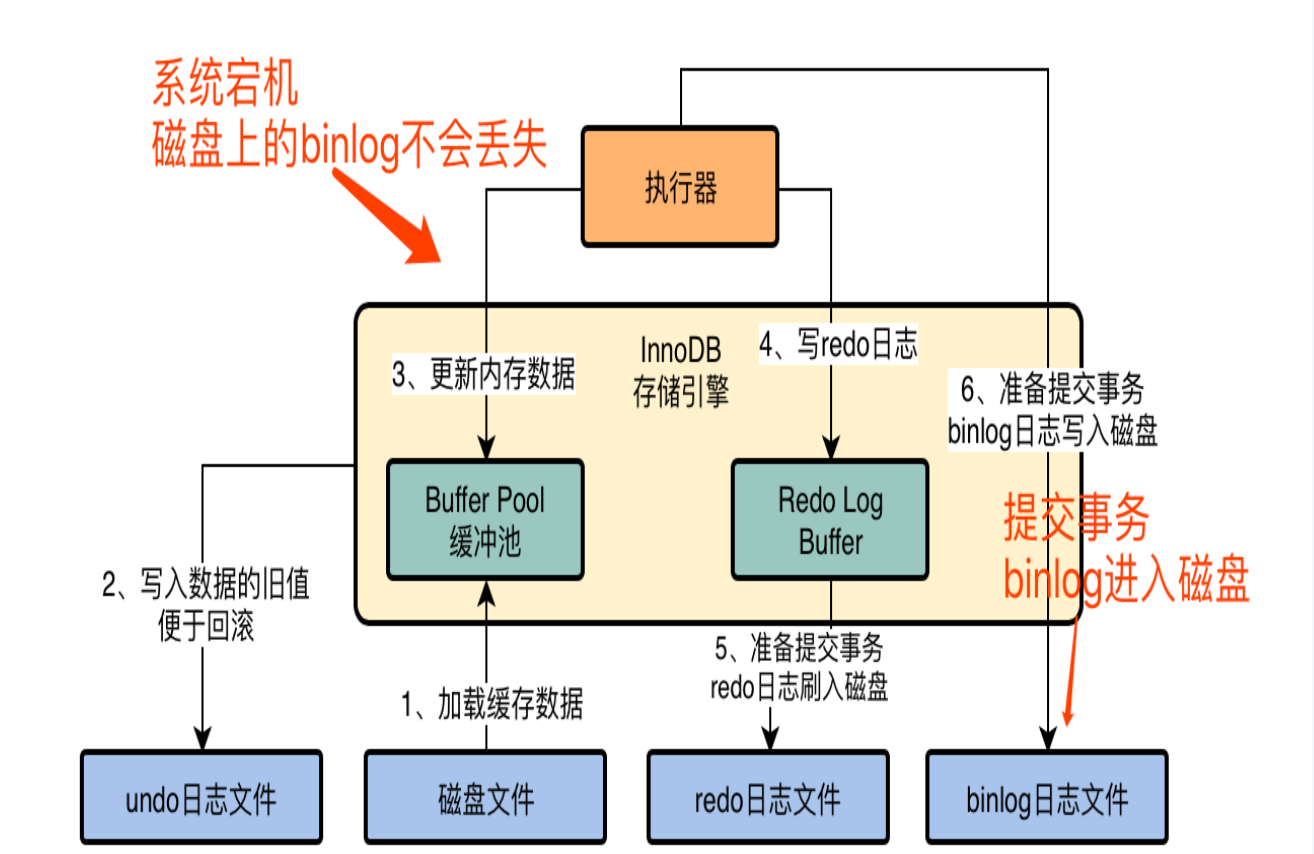 系统宕机
磁盘上的binlog不会丢失
执行器
InnoDB
存储引擎
3、更新内存数据
4、写redo日志
6、准备提交事务
binlog日志写入磁盘
Buffer Pool
缓冲池
Redo Log
Buffer
提交事务
binlog进入磁盘
2、写入数据的旧值
便于回滚
1、加载缓存数据
5、准备提交事务
redo日志刷入磁盘
undo日志文件
磁盘文件
redo日志文件
binlog日志文件